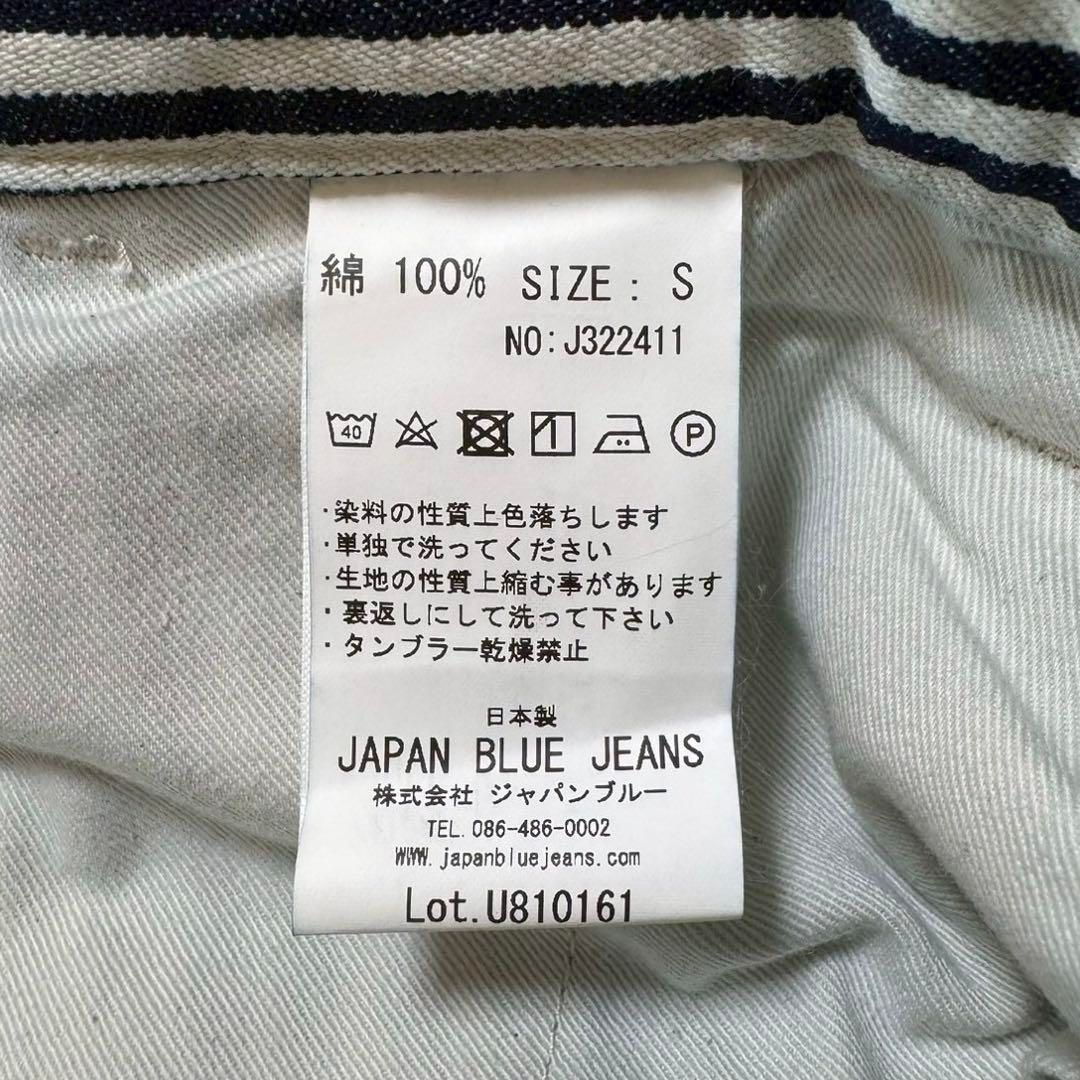 綿 100% SIZE: S
NO:J322411
40 P
・染料の性質上色落ちします
・単独で洗ってください
・生地の性質上縮む事があります
・裏返しにして洗って下さい
・タンブラー乾燥禁止
日本製
JAPAN BLUE JEANS
株式会社 ジャパンブルー
TEL.086-486-0002
WWW.japanbluejeans.com
Lot.U810161